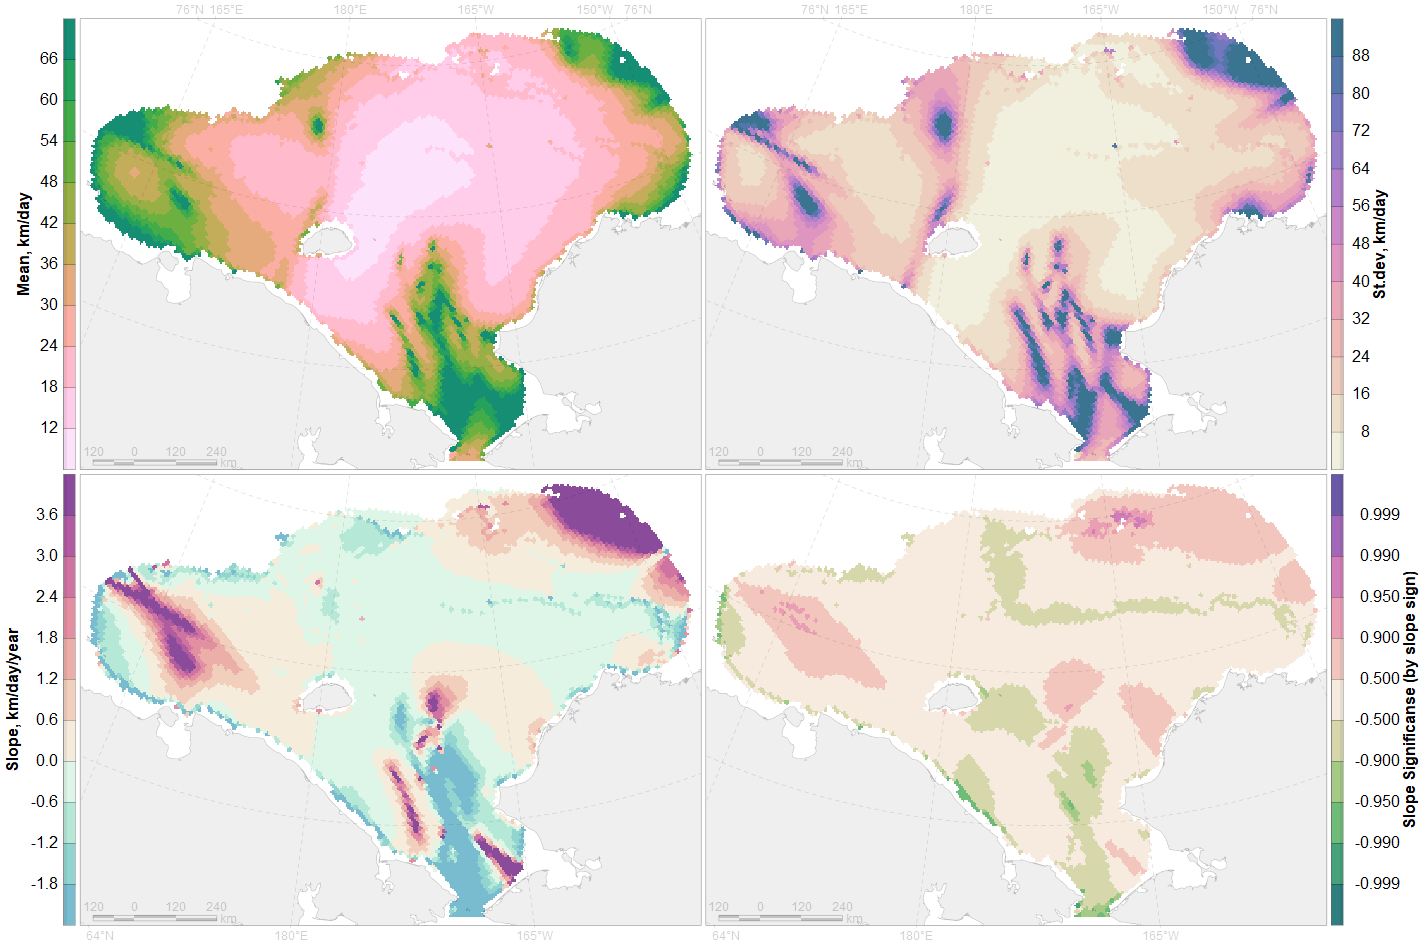 76°N 165°E 180°E 165°W 150°W 76°N
76°N 165°E 180°E 165°W 150°W 76°N
Mean, km/day
66
60
54
48
42
36
30
24
18
12
120 0 120 240
km
St.dev, km/day
88
80
72
64
56
48
40
32
24
16
8
120 0 120 240
km
Slope, km/day/year
3.6
3.0
2.4
1.8
1.2
0.6
0.0
-0.6
-1.2
-1.8
120 0 120 240
km
Slope Significanse (by slope sign)
0.999
0.990
0.950
0.900
0.500
-0.500
-0.900
-0.950
-0.990
-0.999
120 0 120 240
km
64°N 180°E 165°W
64°N 180°E 165°W